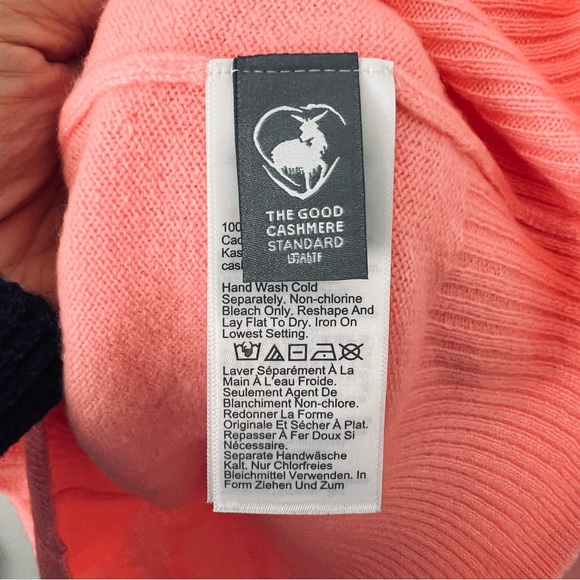 THE GOOD
CASHMERE
STANDARD
100
Cac
Kas
cas
Hand Wash Cold
Separately. Non-chlorine
Bleach Only. Reshape And
Lay Flat To Dry. Iron On
Lowest Setting.
Laver Séparément À La
Main À L'eau Froide.
Seulement Agent De
Blanchiment Non-chlore.
Redonner La Forme
Originale Et Sécher À Plat.
Repasser À Fer Doux Si
Nécessaire.
Separate Handwäsche
Kalt. Nur Chlorfreies
Bleichmittel Verwenden. In
Form Ziehen Und Zum